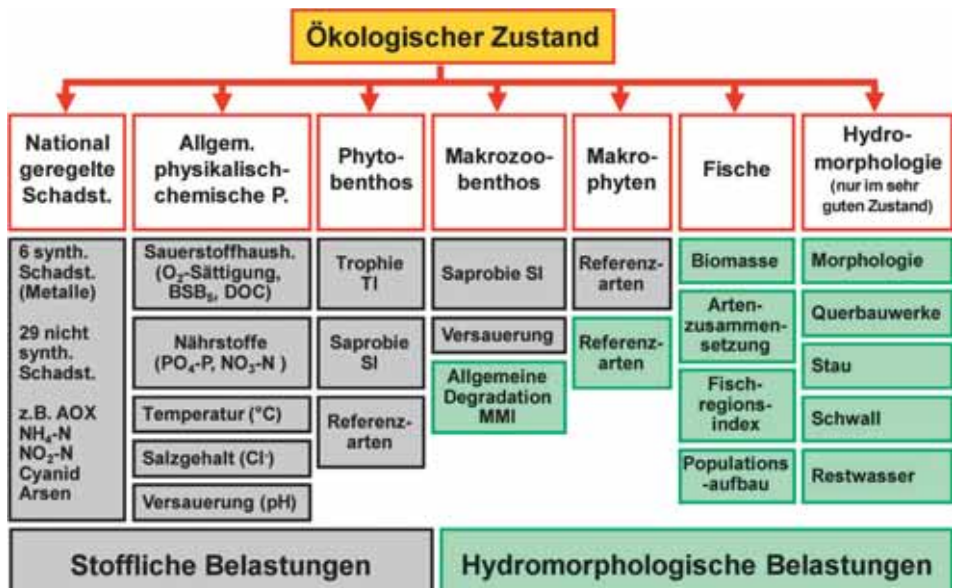 Ökologischer Zustand
National
geregelte
Schadst.
6 synth.
Schadst.
(Metalle)
29 nicht
synth.
Schadst.
z.B. AOX
NH₄-N
NO₂-N
Cyanid
Arsen
Allgem.
physikalisch-
chemische P.
Sauerstoffhaush.
(O₂-Sättigung,
BSB₅, DOC)
Nährstoffe
(PO₄-P, NO₃-N )
Temperatur (°C)
Salzgehalt (Cl⁻)
Versauerung (pH)
Phyto-
benthos
Trophie
TI
Saprobie
SI
Referenz-
arten
Makrozoo-
benthos
Saprobie SI
Versauerung
Allgemeine
Degradation
MMI
Makro-
phyten
Referenz-
arten
Referenz-
arten
Fische
Biomasse
Arten-
zusammen-
setzung
Fisch-
regions-
index
Populations
-aufbau
Hydro-
morphologie
(nur im sehr
guten Zustand)
Morphologie
Querbauwerke
Stau
Schwall
Restwasser
Stoffliche Belastungen
Hydromorphologische Belastungen